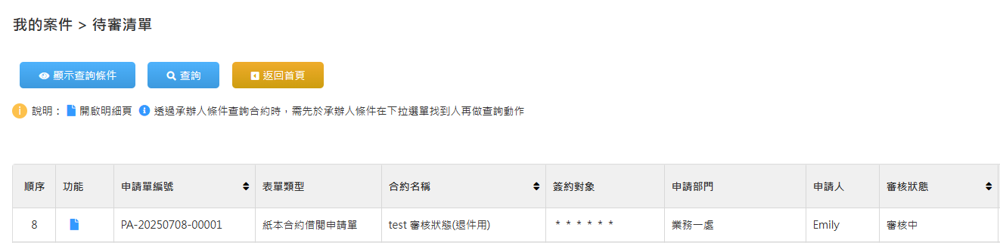 我的案件 > 待審清單
顯示查詢條件 查詢 返回首頁
說明： 開啟明細頁 透過承辦人條件查詢合約時，需先於承辦人條件在下拉選單找到人再做查詢動作
順序 功能 申請單編號 表單類型 合約名稱 簽約對象 申請部門 申請人 審核狀態
8 PA-20250708-00001 紙本合約借閱申請單 test 審核狀態(退件用) ＊＊＊＊＊＊ 業務一處 Emily 審核中